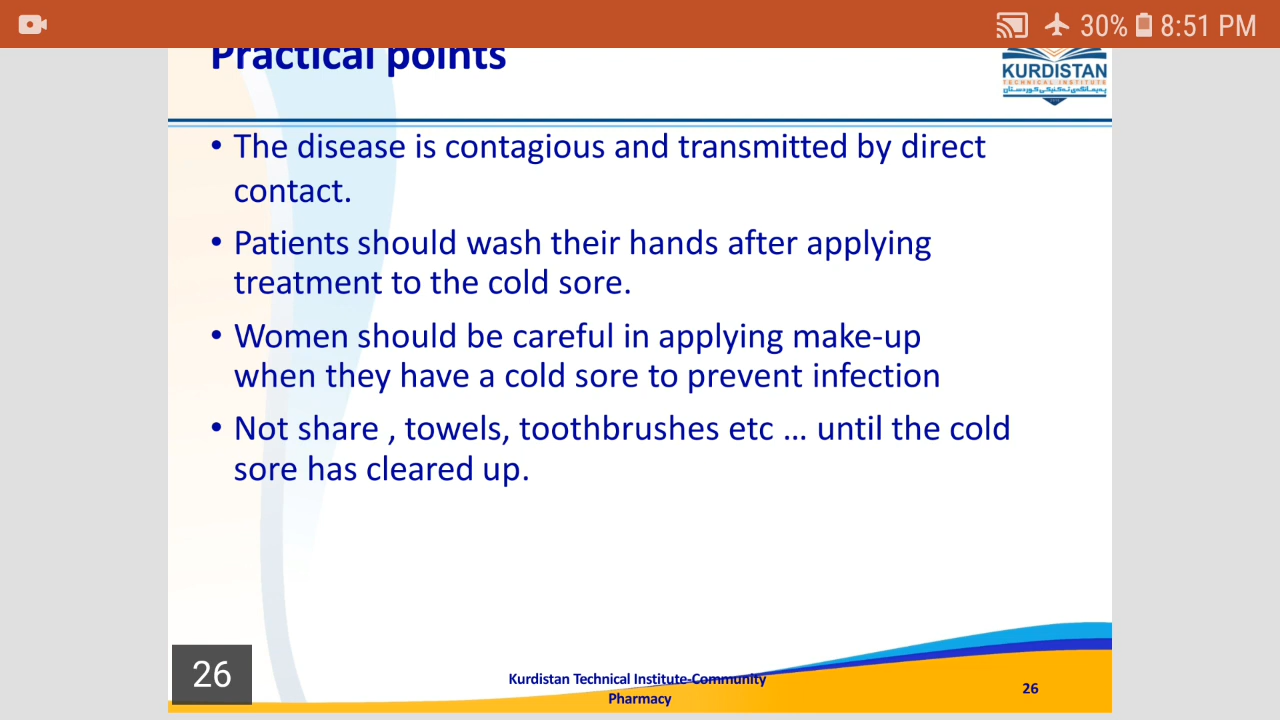 30% 8:51 PM
Practical points
KURDISTAN
TECHNICAL INSTITUTE
پەیمانگەی تەکنیکی کوردستان
• The disease is contagious and transmitted by direct
contact.
• Patients should wash their hands after applying
treatment to the cold sore.
• Women should be careful in applying make-up
when they have a cold sore to prevent infection
• Not share , towels, toothbrushes etc ... until the cold
sore has cleared up.
26
Kurdistan Technical Institute-Community
Pharmacy
26